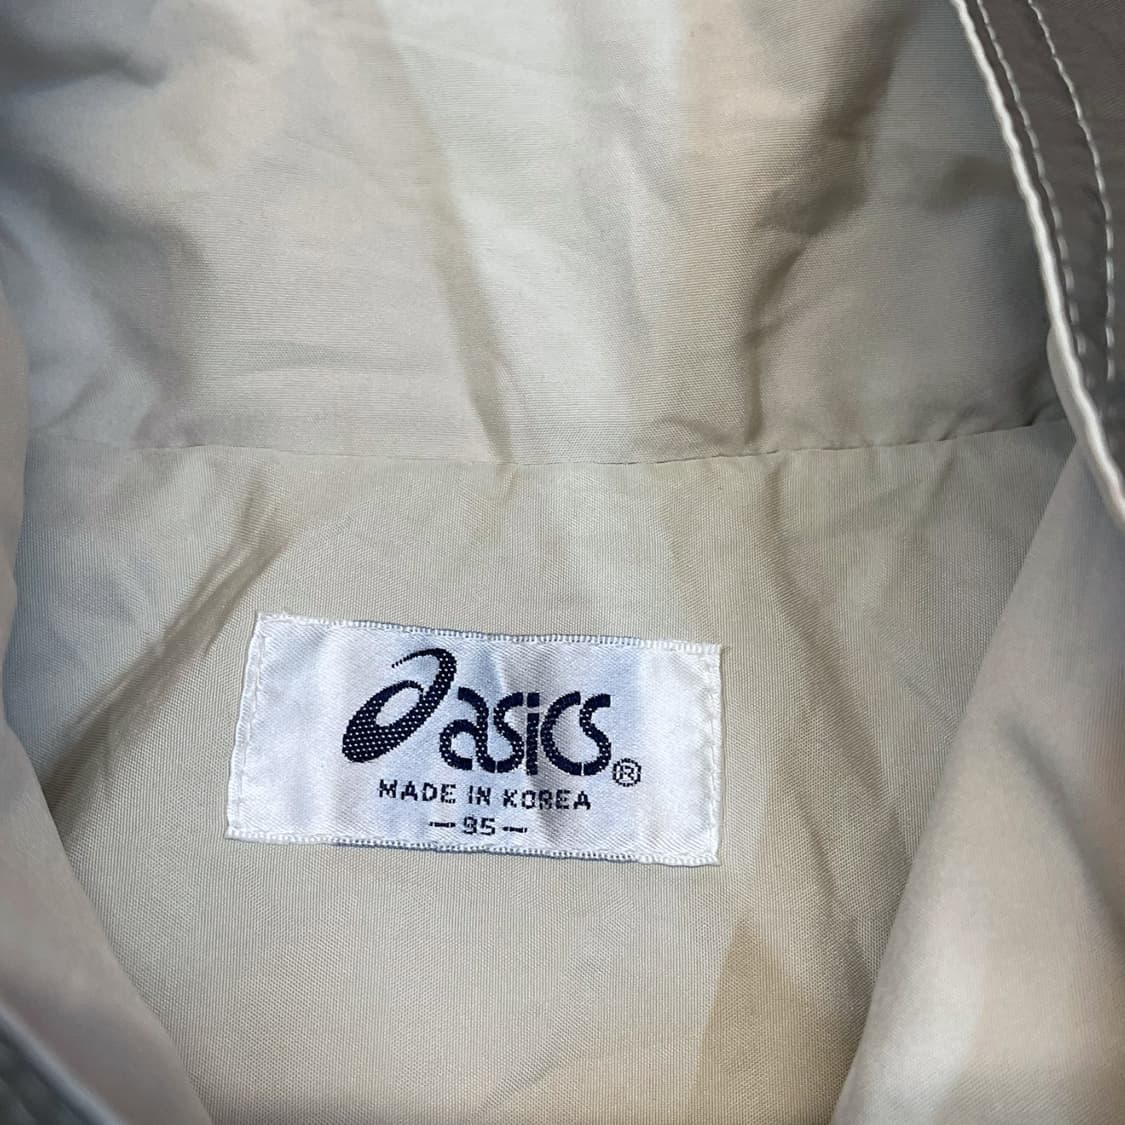 asics®
MADE IN KOREA
-95-